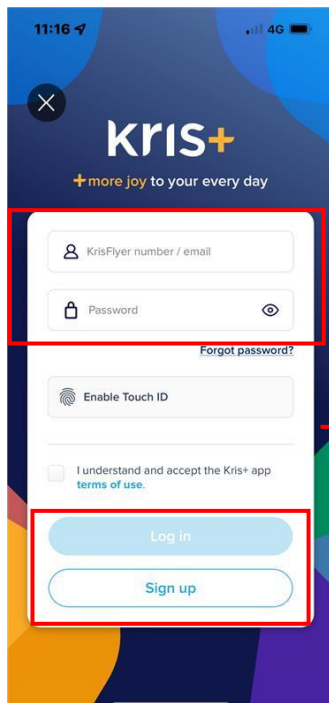 11:16
4G
kris+
+more joy to your every day
KrisFlyer number / email
Password
Forgot password?
Enable Touch ID
I understand and accept the Kris+ app
terms of use.
Log in
Sign up